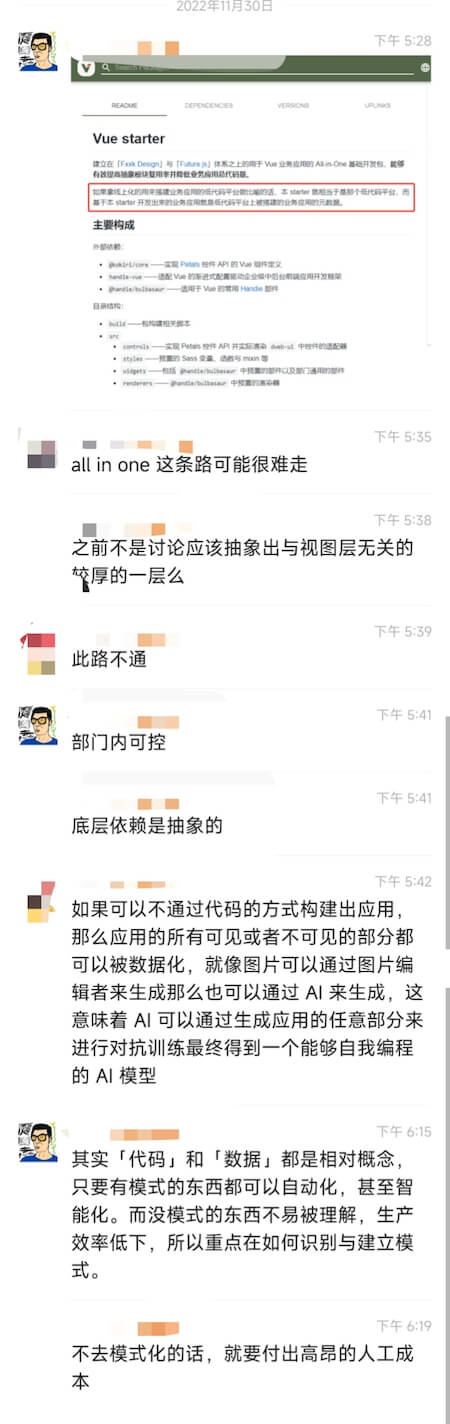 2022年11月30日
下午 5:28
Search Packages
README DEPENDENCIES VERSIONS UPLINKS
Vue starter
建立在「Fxxk Design」与「Future.js」体系之上的用于 Vue 业务应用的 All-in-One 基础开发包，能够
有效提高抽象模块复用率并降低业务应用总代码量。
如果拿线上化的用来搭建业务应用的低代码平台做比喻的话，本 starter 就相当于是那个低代码平台，而
基于本 starter 开发出来的业务应用就是低代码平台上被搭建的业务应用的元数据。
主要构成
外部依赖：
@kokiri/core ——实现 Petals 控件 API 的 Vue 组件定义
handie-vue ——适配 Vue 的渐进式配置驱动企业级中后台前端应用开发框架
@handie/bulbasaur ——适用于 Vue 的常用 Handie 部件
目录结构：
build ——包构建相关脚本
src
controls ——实现 Petals 控件 API 并实际渲染 dweb-ui 中控件的适配器
styles ——预置的 Sass 变量、函数与 mixin 等
widgets ——包括 @handie/bulbasaur 中预置的部件以及部门通用的部件
renderers —— @handie/bulbasaur 中预置的渲染器
下午 5:35
all in one 这条路可能很难走
下午 5:38
之前不是讨论应该抽象出与视图层无关的
较厚的一层么
下午 5:39
此路不通
下午 5:41
部门内可控
下午 5:41
底层依赖是抽象的
下午 5:42
如果可以不通过代码的方式构建出应用，
那么应用的所有可见或者不可见的部分都
可以被数据化，就像图片可以通过图片编
辑者来生成那么也可以通过 AI 来生成，这
意味着 AI 可以通过生成应用的任意部分来
进行对抗训练最终得到一个能够自我编程
的 AI 模型
下午 6:15
其实「代码」和「数据」都是相对概念，
只要有模式的东西都可以自动化，甚至智
能化。而没模式的东西不易被理解，生产
效率低下，所以重点在如何识别与建立模
式。
下午 6:19
不去模式化的话，就要付出高昂的人工成
本